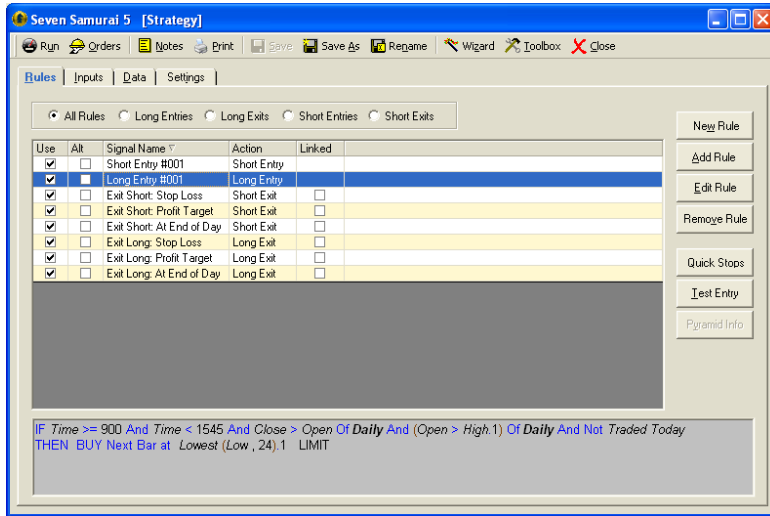 Seven Samurai 5 [Strategy]
Run Orders Notes Print Save Save As Rename Wizard Toolbox Close
Rules Inputs Data Settings
All Rules Long Entries Long Exits Short Entries Short Exits
New Rule
Add Rule
Edit Rule
Remove Rule
Quick Stops
Test Entry
Pyramid Info
Use Alt Signal Name Action Linked
Short Entry #001 Short Entry
Long Entry #001 Long Entry
Exit Short: Stop Loss Short Exit
Exit Short: Profit Target Short Exit
Exit Short: At End of Day Short Exit
Exit Long: Stop Loss Long Exit
Exit Long: Profit Target Long Exit
Exit Long: At End of Day Long Exit
IF Time >= 900 And Time < 1545 And Close > Open Of Daily And (Open > High.1) Of Daily And Not Traded Today
THEN BUY Next Bar at Lowest (Low , 24).1 LIMIT